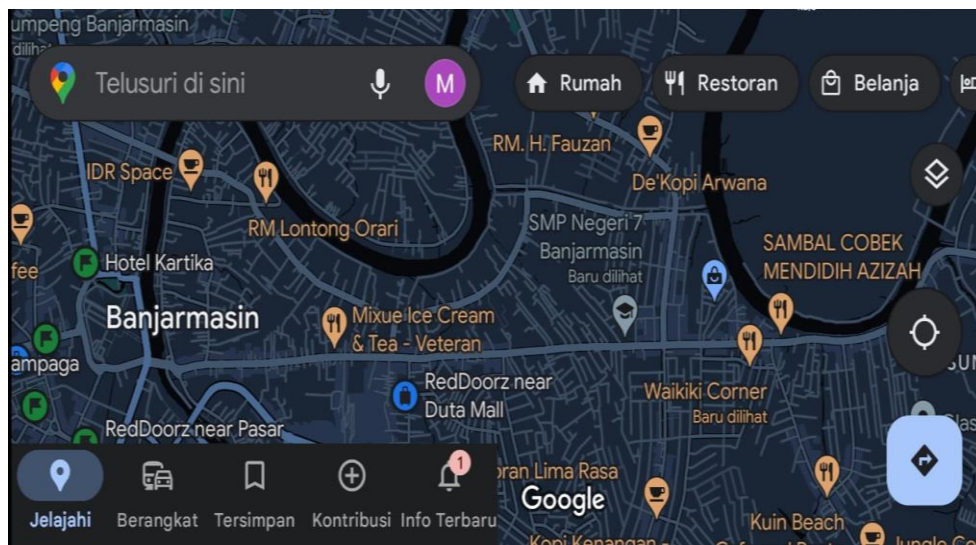 umpeng Banjarmasin
Telusuri di sini
M
Rumah
Restoran
Belanja
RM. H. Fauzan
IDR Space
De'Kopi Arwana
RM Lontong Orari
SMP Negeri 7
Banjarmasin
Baru dilihat
SAMBAL COBEK
MENDIDIH AZIZAH
fee
Hotel Kartika
Banjarmasin
Mixue Ice Cream
& Tea - Veteran
ampaga
RedDoorz near
Duta Mall
Waikiki Corner
Baru dilihat
RedDoorz near Pasar
oran Lima Rasa
Google
Kuin Beach
Kopi Kenangan
1
Jelajahi
Berangkat
Tersimpan
Kontribusi
Info Terbaru